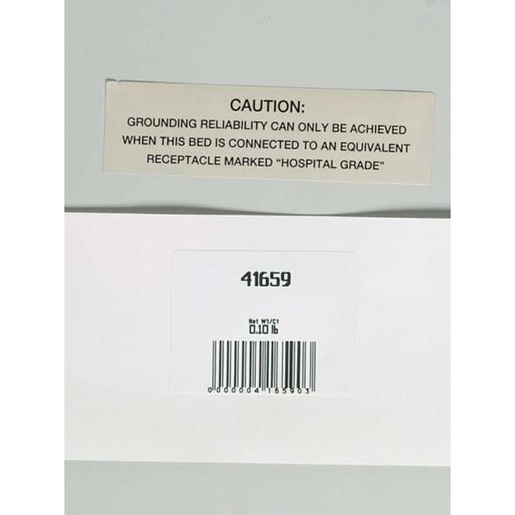 CAUTION:
GROUNDING RELIABILITY CAN ONLY BE ACHIEVED
WHEN THIS BED IS CONNECTED TO AN EQUIVALENT
RECEPTACLE MARKED “HOSPITAL GRADE”
41659
Net Wt/Ct
0.10 lb
0000004165903